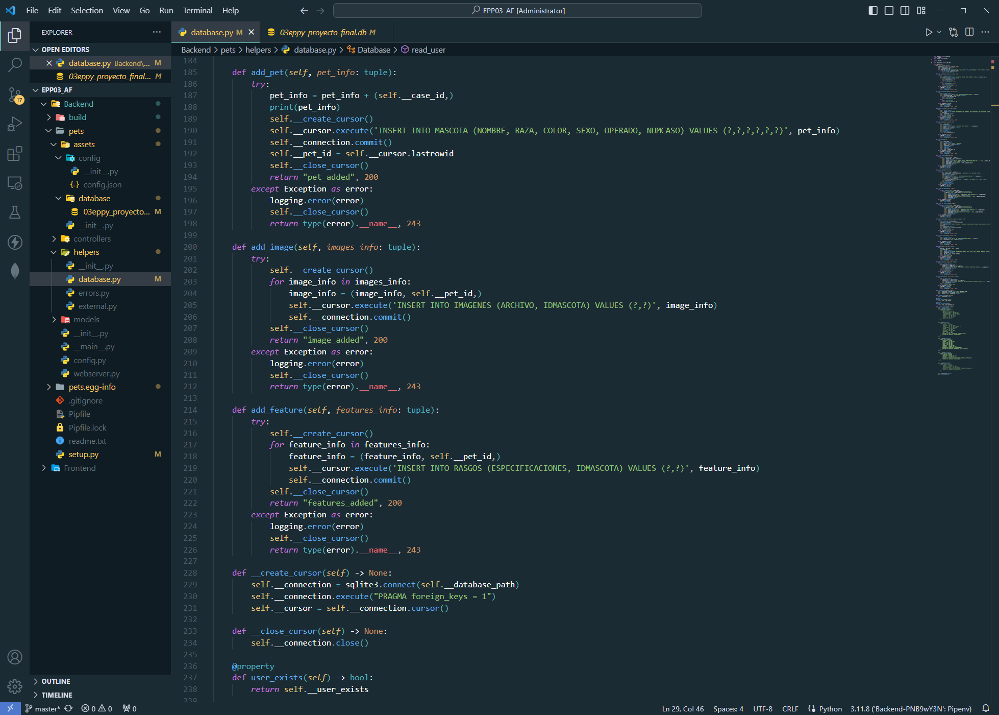 File Edit Selection View Go Run Terminal Help
EPP03_AF [Administrator]
EXPLORER
OPEN EDITORS
database.py Backend\... M
03eppy_proyecto_final... M
EPP03_AF
Backend
build
pets
assets
config
__init__.py
config.json
database
03eppy_proyecto... M
__init__.py
controllers
helpers
__init__.py
database.py M
errors.py
external.py
models
__init__.py
__main__.py
config.py
webserver.py
pets.egg-info
.gitignore
Pipfile
Pipfile.lock
readme.txt
setup.py M
Frontend
OUTLINE
TIMELINE
17
database.py M
03eppy_proyecto_final.db M
Backend > pets > helpers > database.py > Database > read_user
184
185 def add_pet(self, pet_info: tuple):
186 try:
187 pet_info = pet_info + (self.__case_id,)
188 print(pet_info)
189 self.__create_cursor()
190 self.__cursor.execute('INSERT INTO MASCOTA (NOMBRE, RAZA, COLOR, SEXO, OPERADO, NUMCASO) VALUES (?,?,?,?,?,?)', pet_info)
191 self.__connection.commit()
192 self.__pet_id = self.__cursor.lastrowid
193 self.__close_cursor()
194 return "pet_added", 200
195 except Exception as error:
196 logging.error(error)
197 self.__close_cursor()
198 return type(error).__name__, 243
199
200 def add_image(self, images_info: tuple):
201 try:
202 self.__create_cursor()
203 for image_info in images_info:
204 image_info = (image_info, self.__pet_id,)
205 self.__cursor.execute('INSERT INTO IMAGENES (ARCHIVO, IDMASCOTA) VALUES (?,?)', image_info)
206 self.__connection.commit()
207 self.__close_cursor()
208 return "image_added", 200
209 except Exception as error:
210 logging.error(error)
211 self.__close_cursor()
212 return type(error).__name__, 243
213
214 def add_feature(self, features_info: tuple):
215 try:
216 self.__create_cursor()
217 for feature_info in features_info:
218 feature_info = (feature_info, self.__pet_id,)
219 self.__cursor.execute('INSERT INTO RASGOS (ESPECIFICACIONES, IDMASCOTA) VALUES (?,?)', feature_info)
220 self.__connection.commit()
221 self.__close_cursor()
222 return "features_added", 200
223 except Exception as error:
224 logging.error(error)
225 self.__close_cursor()
226 return type(error).__name__, 243
227
228 def __create_cursor(self) -> None:
229 self.__connection = sqlite3.connect(self.__database_path)
230 self.__connection.execute("PRAGMA foreign_keys = 1")
231 self.__cursor = self.__connection.cursor()
232
233 def __close_cursor(self) -> None:
234 self.__connection.close()
235
236 @property
237 def user_exists(self) -> bool:
238 return self.__user_exists
239
master* 0 0 0 Ln 29, Col 46 Spaces: 4 UTF-8 CRLF Python 3.11.8 ('Backend-PNB9wY3N': Pipenv)